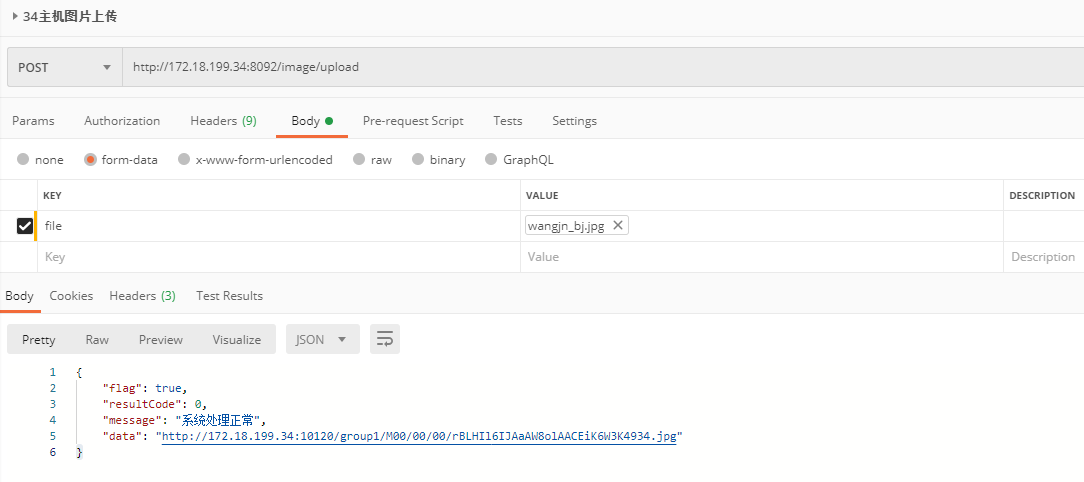 34主机图片上传
POST http://172.18.199.34:8092/image/upload
Params Authorization Headers (9) Body Pre-request Script Tests Settings
none form-data x-www-form-urlencoded raw binary GraphQL
KEY VALUE DESCRIPTION
file wangjn_bj.jpg
Key Value Description
Body Cookies Headers (3) Test Results
Pretty Raw Preview Visualize JSON
1 {
2 "flag": true,
3 "resultCode": 0,
4 "message": "系统处理正常",
5 "data": "http://172.18.199.34:10120/group1/M00/00/00/rBLHIl6IJAaAW8olAACEiK6W3K4934.jpg"
6 }